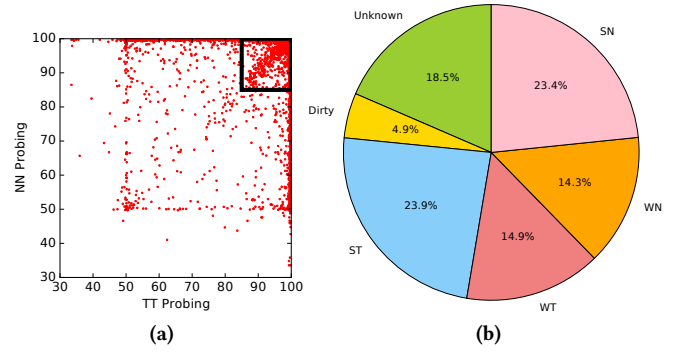 100
90
80
70
60
50
40
30
NN Probing
30 40 50 60 70 80 90 100
TT Probing
(a)
Unknown
SN
18.5%
23.4%
Dirty
4.9%
14.3%
WN
23.9%
ST
14.9%
WT
(b)